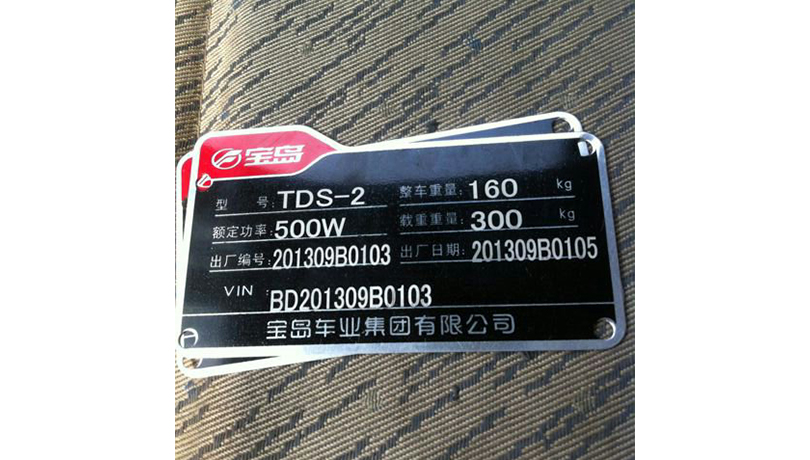 宝岛
型号: TDS-2 整车重量: 160 kg
额定功率: 500W 载重重量: 300 kg
出厂编号: 201309B0103 出厂日期: 201309B0105
VIN BD201309B0103
宝岛车业集团有限公司